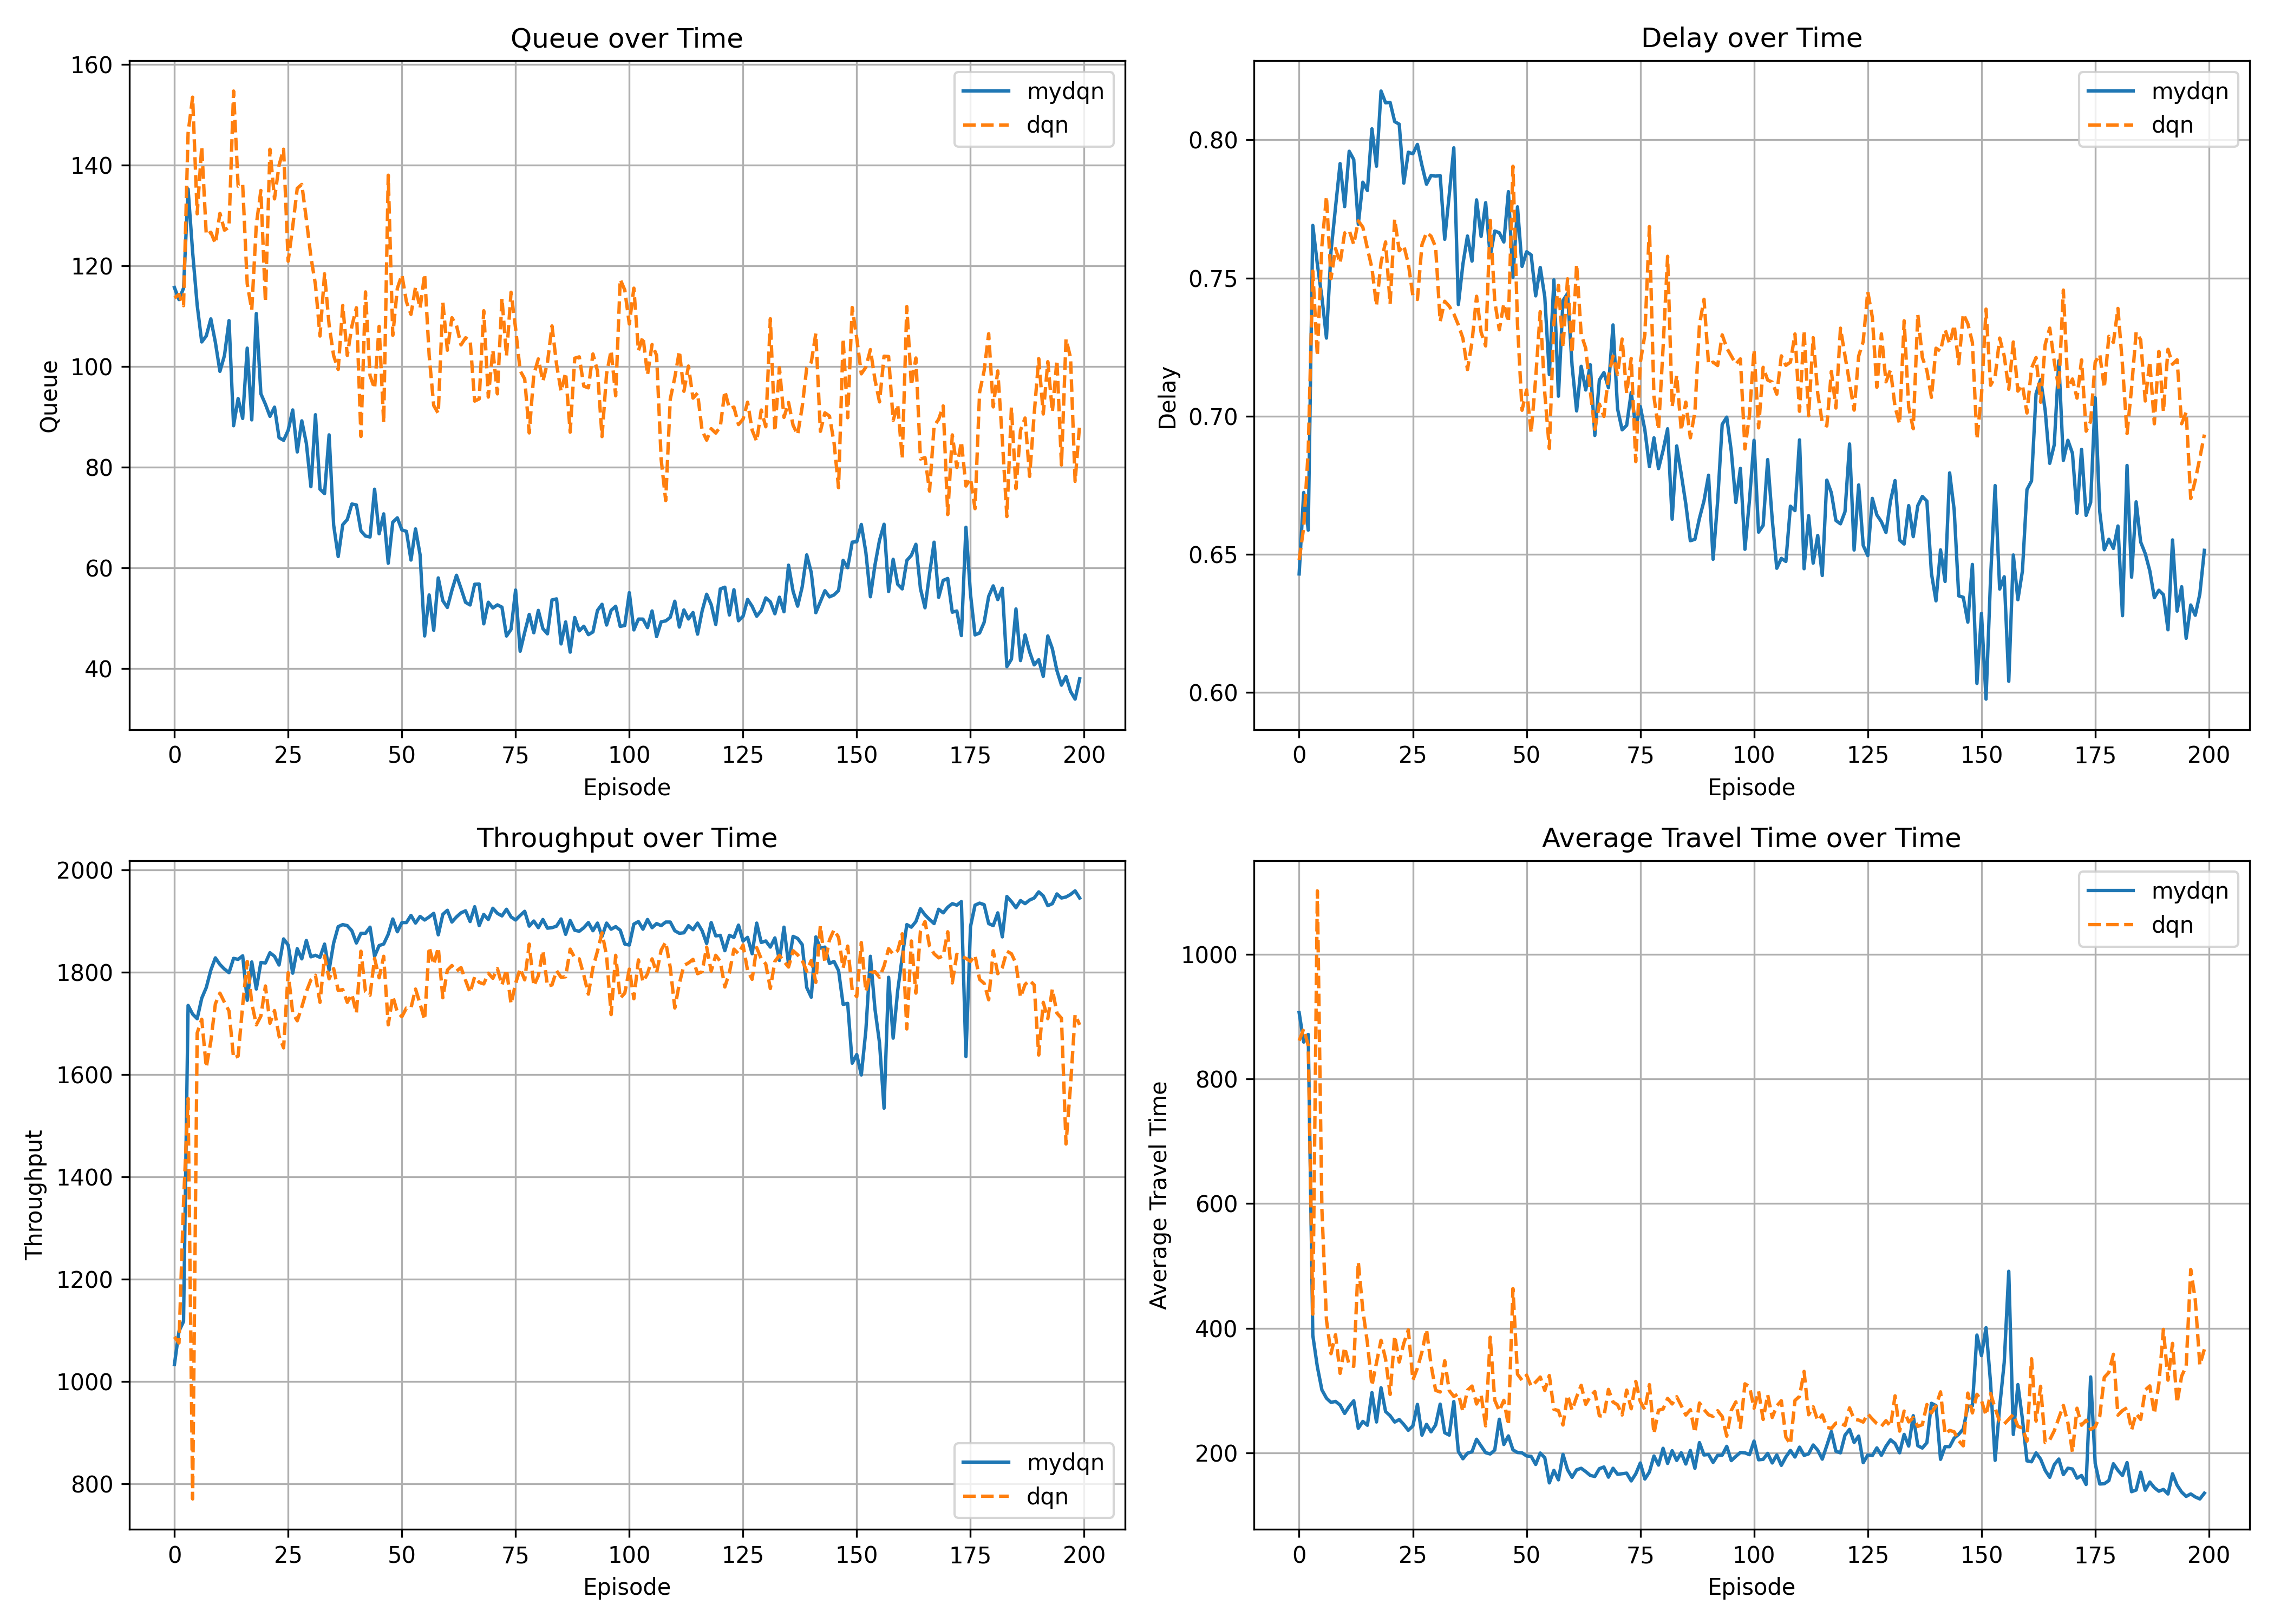 Queue over Time
160
140
120
100
80
60
40
Queue
mydqn
dqn
0 25 50 75 100 125 150 175 200
Episode
Delay over Time
0.80
0.75
0.70
0.65
0.60
Delay
mydqn
dqn
0 25 50 75 100 125 150 175 200
Episode
Throughput over Time
2000
1800
1600
1400
1200
1000
800
Throughput
mydqn
dqn
0 25 50 75 100 125 150 175 200
Episode
Average Travel Time over Time
1000
800
600
400
200
Average Travel Time
mydqn
dqn
0 25 50 75 100 125 150 175 200
Episode